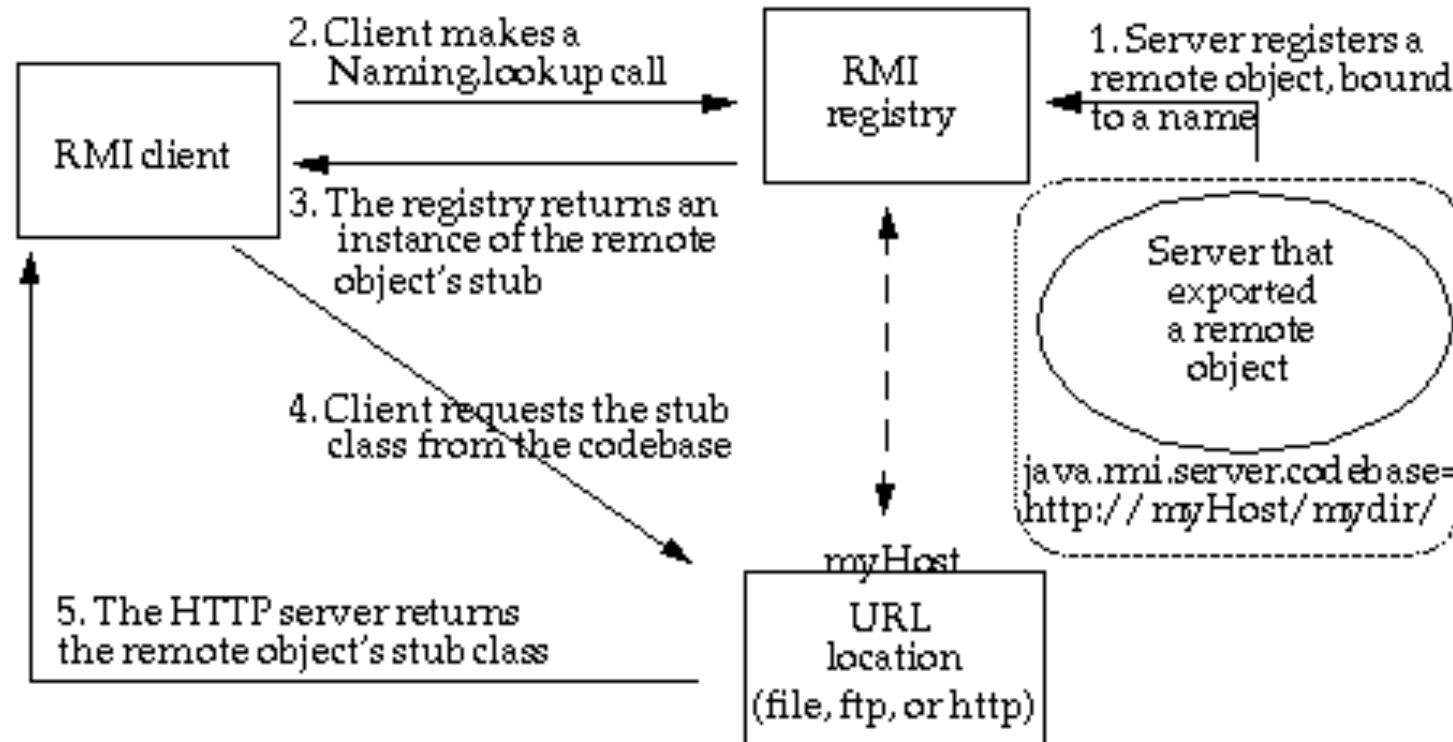 2. Client makes a
Naming.lookup call
RMI
registry
1. Server registers a
remote object, bound
to a name
RMI client
3. The registry returns an
instance of the remote
object's stub
Server that
exported
a remote
object
4. Client requests the stub
class from the codebase
java.rmi.server.codebase=
http://myHost/mydir/
myHost
URL
location
(file, ftp, or http)
5. The HTTP server returns
the remote object's stub class